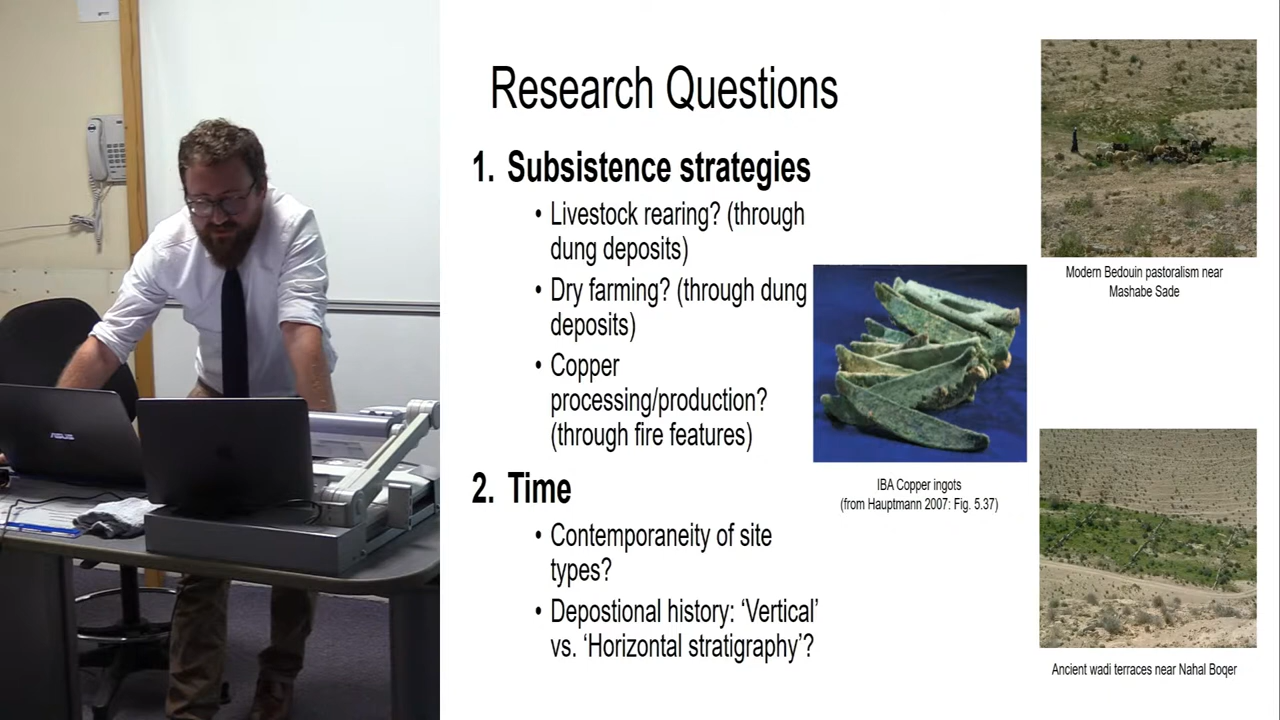 Research Questions
1. Subsistence strategies
• Livestock rearing? (through
dung deposits)
• Dry farming? (through dung
deposits)
• Copper
processing/production?
(through fire features)
2. Time
• Contemporaneity of site
types?
• Depostional history: ‘Vertical’
vs. ‘Horizontal stratigraphy’?
Modern Bedouin pastoralism near
Mashabe Sade
IBA Copper ingots
(from Hauptmann 2007: Fig. 5.37)
Ancient wadi terraces near Nahal Boqer
ASUS